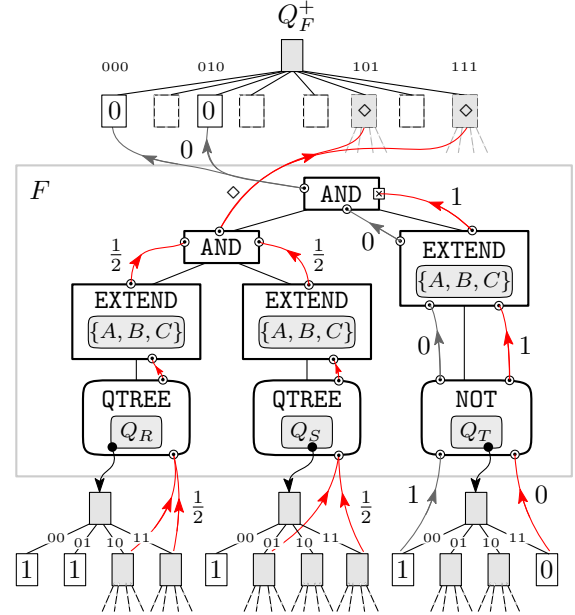 Q_F^+
000 010 101 111
0 0 ◇ ◇
0
F ◇ AND 1
0
AND EXTEND
1/2 1/2 {A, B, C}
EXTEND EXTEND
{A, B, C} {A, B, C} 0 1
QTREE QTREE NOT
Q_R Q_S Q_T
1/2 1/2 1 0
00 01 10 11 00 01 10 11 00 01 10 11
1 1 1 1 0